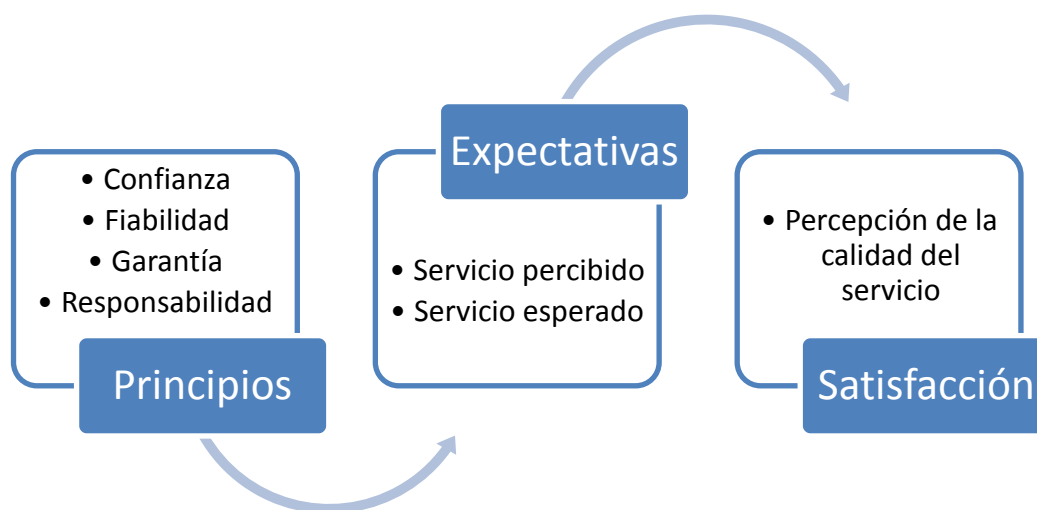 • Confianza
• Fiabilidad
• Garantía
• Responsabilidad
Principios
Expectativas
• Servicio percibido
• Servicio esperado
• Percepción de la
calidad del
servicio
Satisfacción